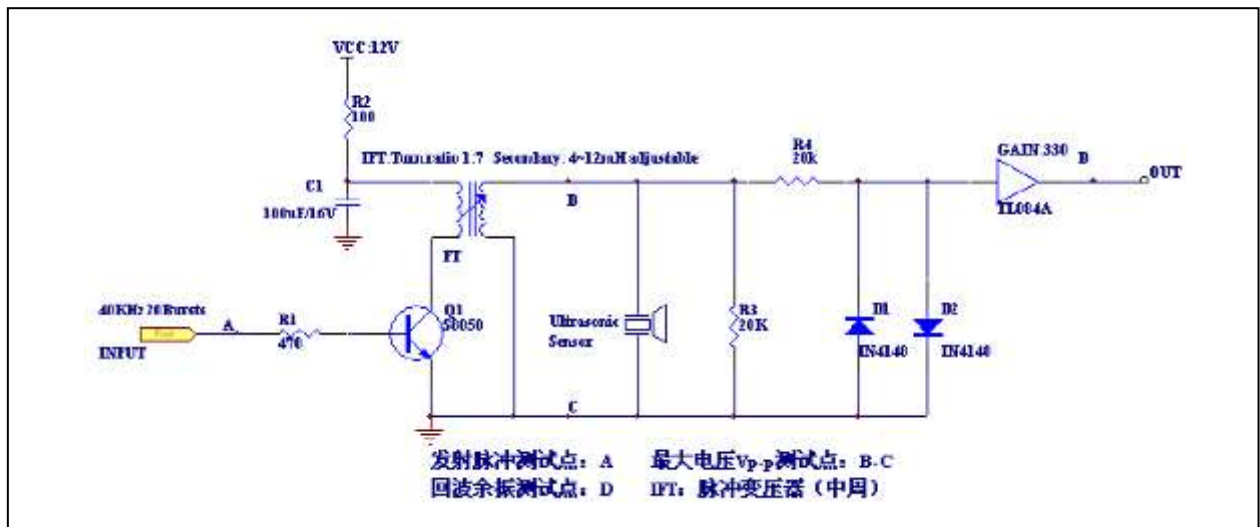 VCC:12V
R2
100
IFT.Turn.ratio 1:7 Secondary: 4~12mH adjustable
R4
20k
GAIN 330
B
OUT
TL084A
C1
100uF/16V
B
FT
40KHz 20 Bursts
A
R1
470
INPUT
Q1
S8050
Ultrasonic
Sensor
R3
20K
D1
IN4140
D2
IN4140
C
发射脉冲测试点：A 最大电压Vp-p测试点：B-C
回波余振测试点：D IFT：脉冲变压器（中周）